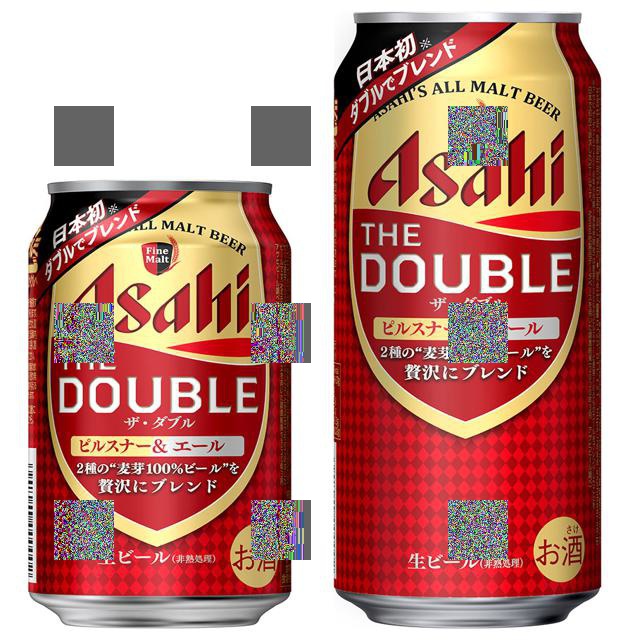 日本初※
ダブルでブレンド
ALL MALT BEER
Fine
Malt
Asahi
THE
DOUBLE
ザ・ダブル
ピルスナー&エール
2種の“麦芽100%ビール”を
贅沢にブレンド
生ビール(非熱処理)
お酒
日本初※
ダブルでブレンド
ASAHI'S ALL MALT BEER
Asahi
THE
DOUBLE
ザ・ダブル
ピルスナー ール
2種の“麦芽 ール”を
贅沢にブレンド
生ビール(非熱処理)
さけ
お酒